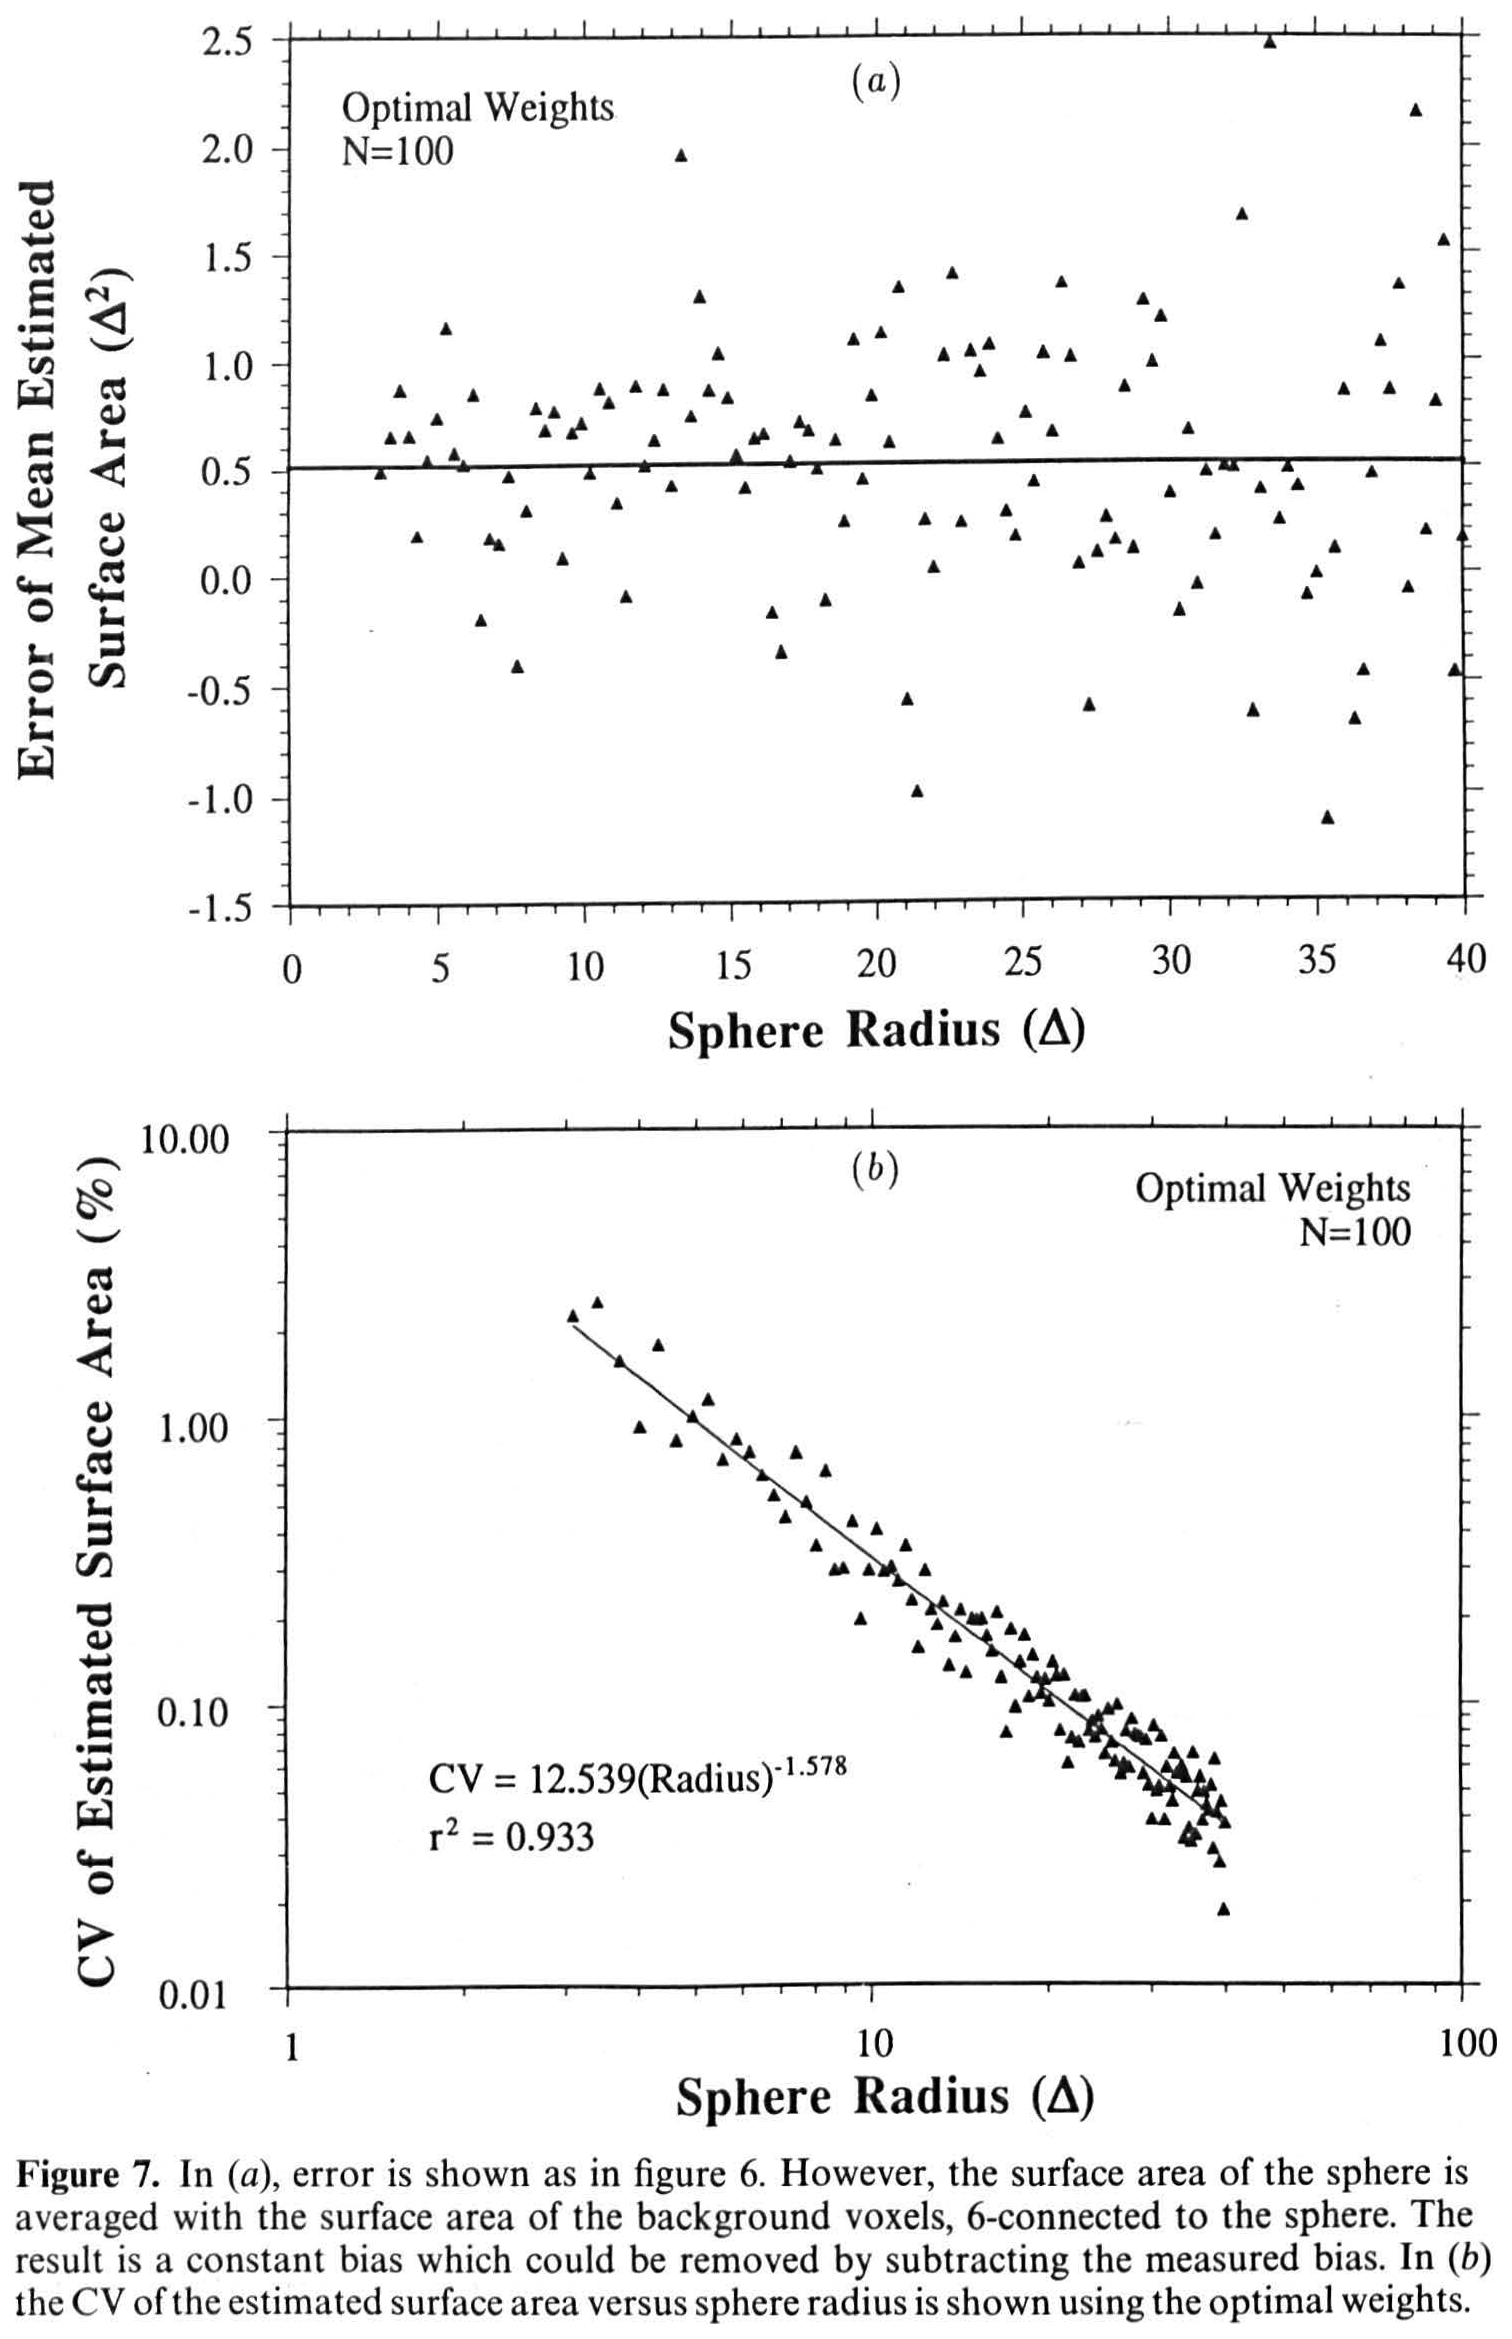 (a)
Optimal Weights
N=100
Error of Mean Estimated
Surface Area (Δ²)
2.5
2.0
1.5
1.0
0.5
0.0
-0.5
-1.0
-1.5
0 5 10 15 20 25 30 35 40
Sphere Radius (Δ)
(b)
Optimal Weights
N=100
CV of Estimated Surface Area (%)
10.00
1.00
0.10
0.01
CV = 12.539(Radius)⁻¹·⁵⁷⁸
r² = 0.933
1 10 100
Sphere Radius (Δ)
Figure 7. In (a), error is shown as in figure 6. However, the surface area of the sphere is
averaged with the surface area of the background voxels, 6-connected to the sphere. The
result is a constant bias which could be removed by subtracting the measured bias. In (b)
the CV of the estimated surface area versus sphere radius is shown using the optimal weights.